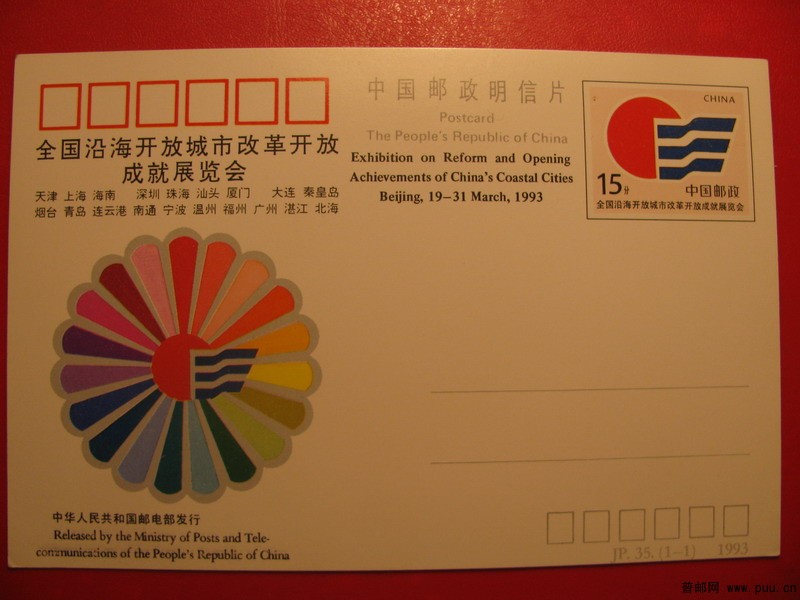 全国沿海开放城市改革开放
成就展览会
天津 上海 海南 深圳 珠海 汕头 厦门 大连 秦皇岛
烟台 青岛 连云港 南通 宁波 温州 福州 广州 湛江 北海
中国邮政明信片
Postcard
The People's Republic of China
Exhibition on Reform and Opening
Achievements of China's Coastal Cities
Beijing, 19-31 March, 1993
CHINA
15分
中国邮政
全国沿海开放城市改革开放成就展览会
中华人民共和国邮电部发行
Released by the Ministry of Posts and Tele-
communications of the People's Republic of China
JP. 35. (1-1) 1993
普邮网 www.puu.cn